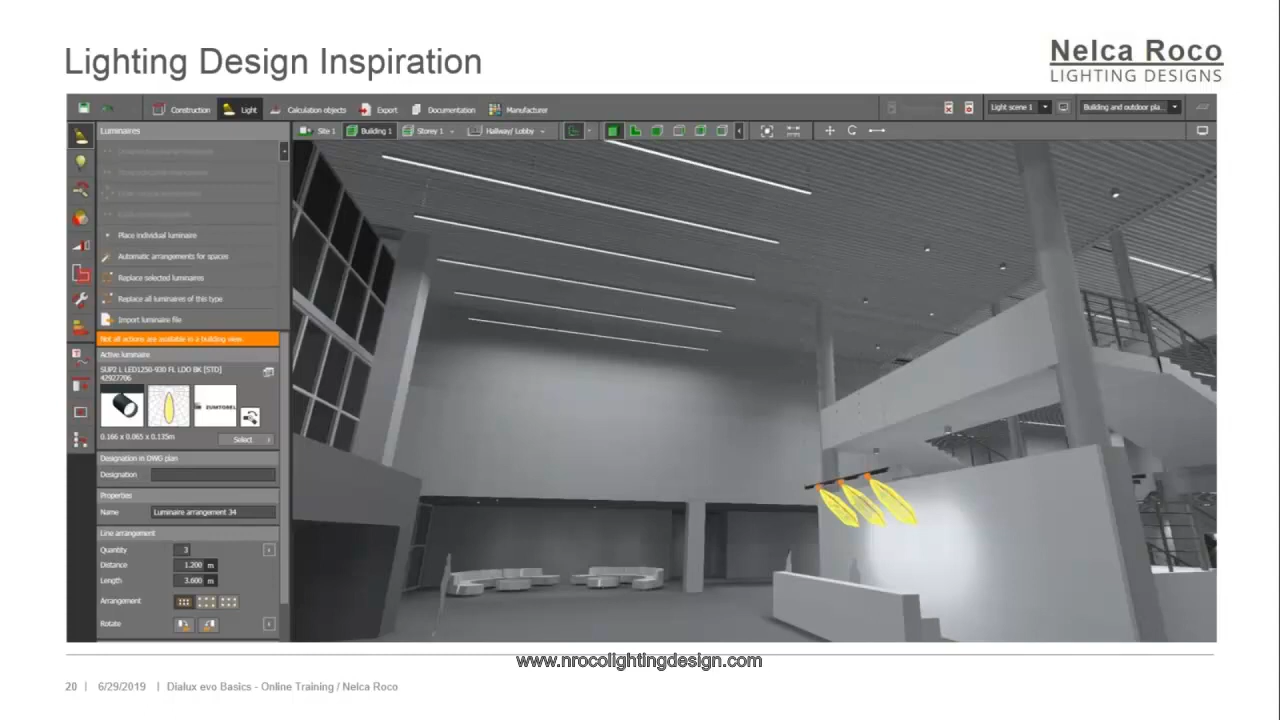 Lighting Design Inspiration
Nelca Roco
LIGHTING DESIGNS
Construction
Light
Calculation objects
Export
Documentation
Manufacturer
Light scene 1
Building and outdoor pla...
Luminaires
Site 1
Building 1
Storey 1
Hallway/ Lobby
Place individual luminaire
Automatic arrangements for spaces
Replace selected luminaires
Replace all luminaires of this type
Import luminaire file
Not all actions are available in a building view.
Active luminaire
SUP2 L LED1250-930 FL LDO BK [STD]
42927706
ZUMTOBEL
0.166 x 0.065 x 0.135m
Select
Designation in DWG plan
Designation
Properties
Name
Luminaire arrangement 34
Line arrangement
Quantity
3
Distance
1.200 m
Length
3.600 m
Arrangement
Rotate
www.nrocolightingdesign.com
20 | 6/29/2019 | Dialux evo Basics - Online Training / Nelca Roco